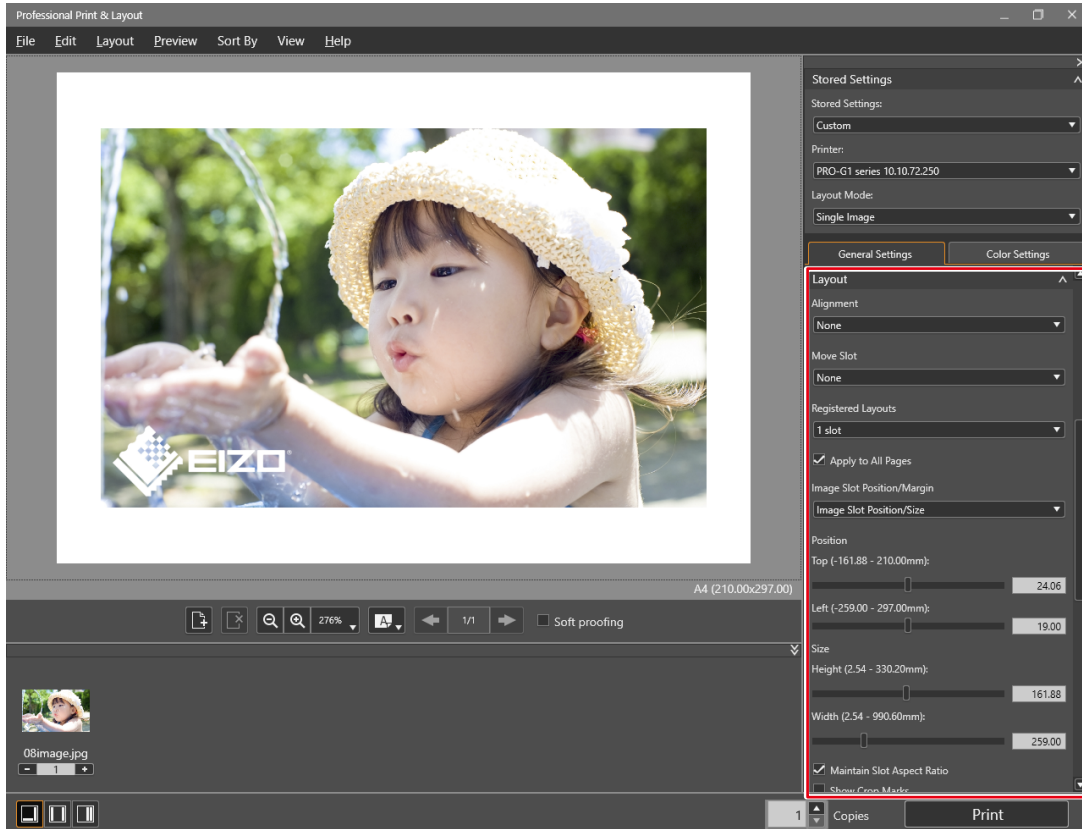 Professional Print & Layout
File Edit Layout Preview Sort By View Help
EIZO
A4 (210.00x297.00)
276%
A
1/1
Soft proofing
08image.jpg
- 1 +
Stored Settings
Stored Settings:
Custom
Printer:
PRO-G1 series 10.10.72.250
Layout Mode:
Single Image
General Settings Color Settings
Layout
Alignment
None
Move Slot
None
Registered Layouts
1 slot
Apply to All Pages
Image Slot Position/Margin
Image Slot Position/Size
Position
Top (-161.88 - 210.00mm):
24.06
Left (-259.00 - 297.00mm):
19.00
Size
Height (2.54 - 330.20mm):
161.88
Width (2.54 - 990.60mm):
259.00
Maintain Slot Aspect Ratio
Show Crop Marks
1 Copies Print